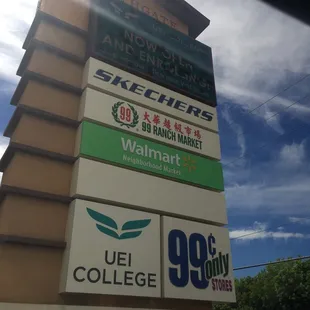 NOW
AND ENROLLING
SKECHERS
99
大華超級市場
99 RANCH MARKET
Walmart
Neighborhood
Market
UEI
COLLEGE
99¢
only
STORES